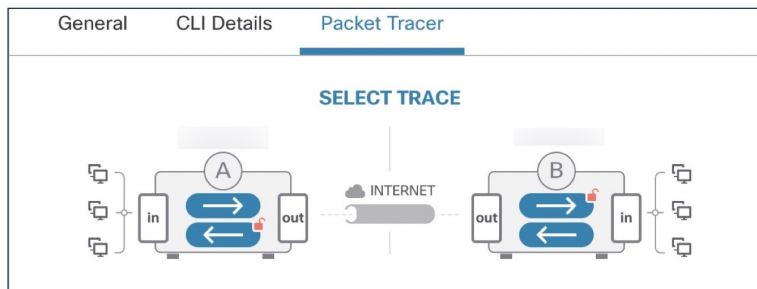 General CLI Details Packet Tracer
SELECT TRACE
A B
INTERNET
in out out in